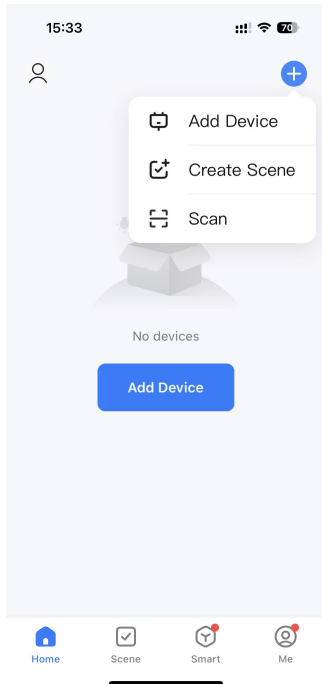 15:33
70
Add Device
Create Scene
Scan
No devices
Add Device
Home
Scene
Smart
Me